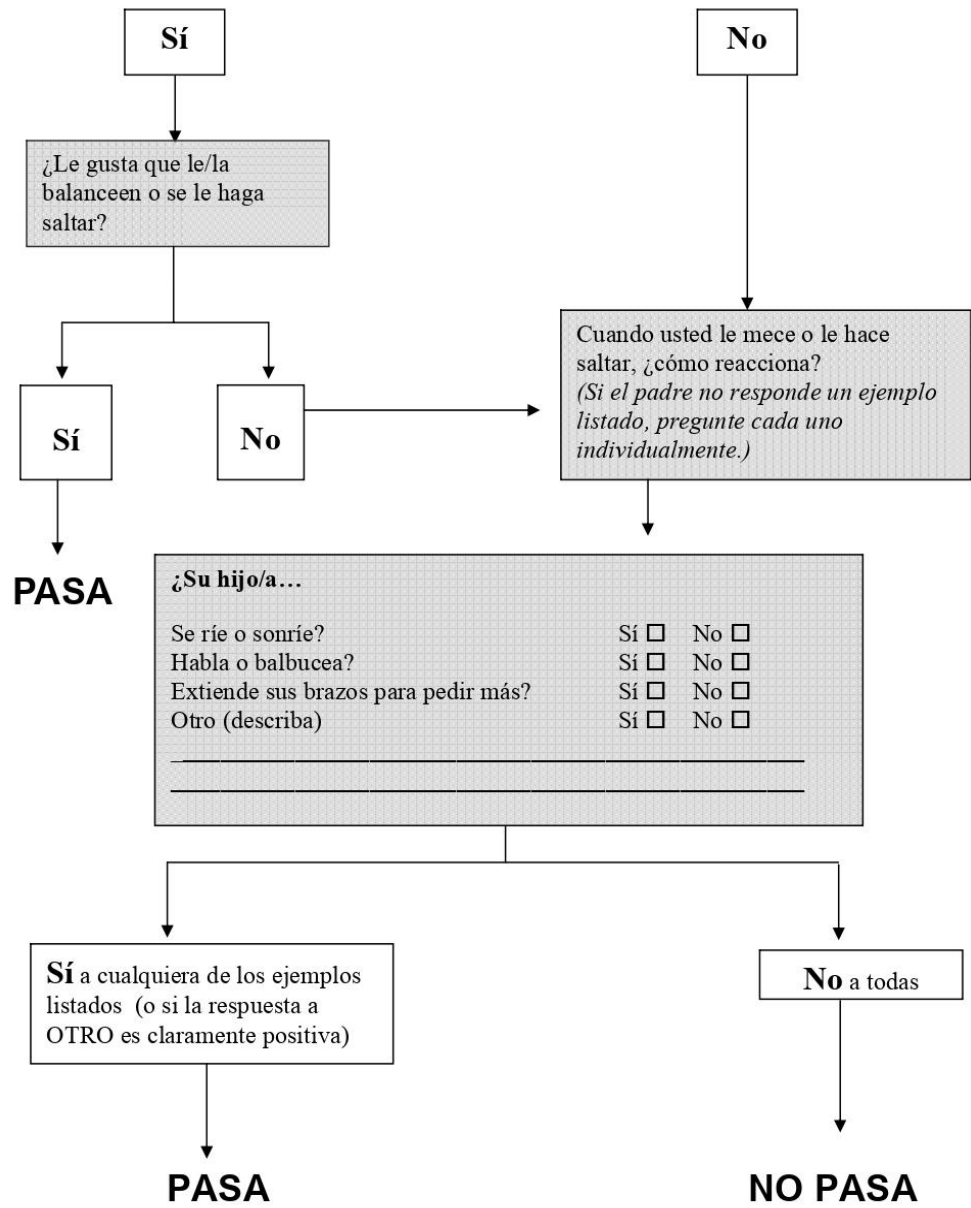 Sí
No
¿Le gusta que le/la
balanceen o se le haga
saltar?
Cuando usted le mece o le hace
saltar, ¿cómo reacciona?
(Si el padre no responde un ejemplo
listado, pregunte cada uno
individualmente.)
Sí
No
PASA
¿Su hijo/a…
Se ríe o sonríe? Sí ☐ No ☐
Habla o balbucea? Sí ☐ No ☐
Extiende sus brazos para pedir más? Sí ☐ No ☐
Otro (describa) Sí ☐ No ☐
Sí a cualquiera de los ejemplos
listados (o si la respuesta a
OTRO es claramente positiva)
No a todas
PASA
NO PASA